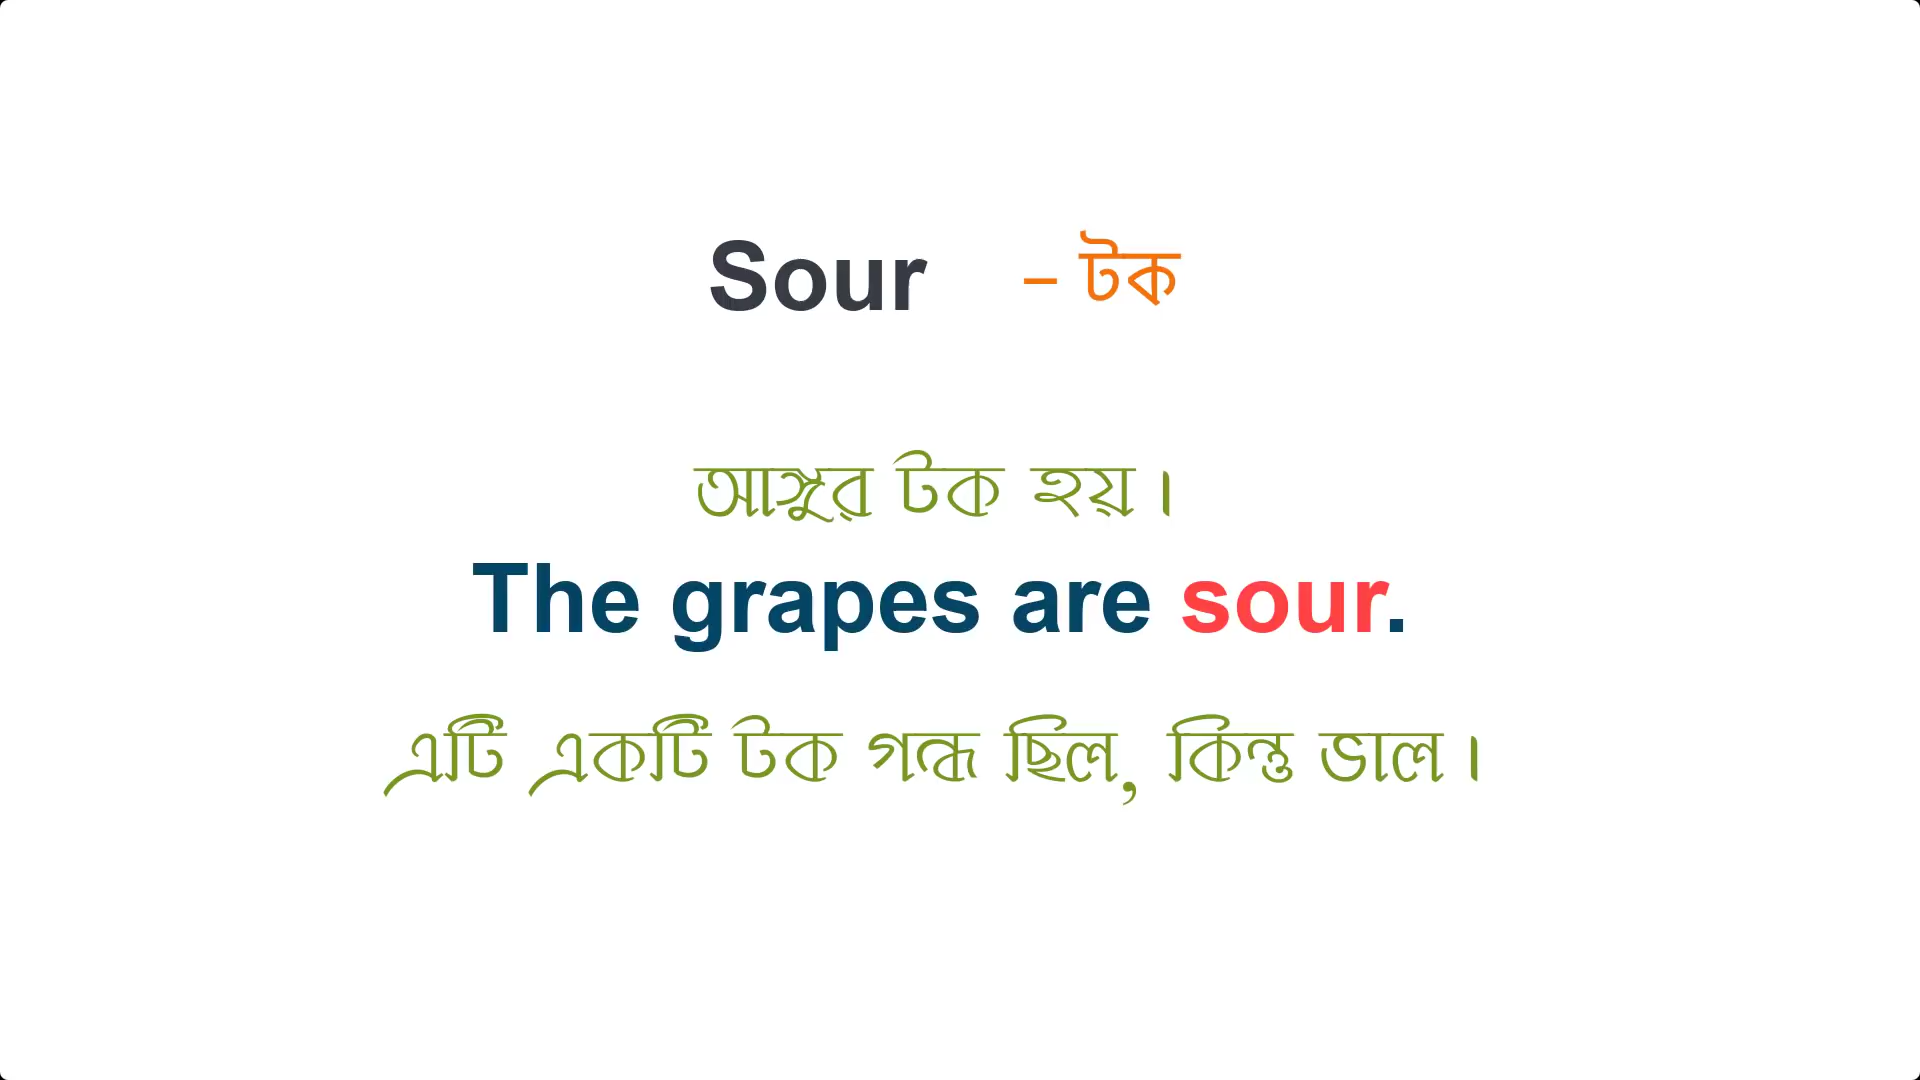 Sour – টক
আঙ্গুর টক হয়।
The grapes are sour.
এটি একটি টক গন্ধ ছিল, কিন্তু ভাল।